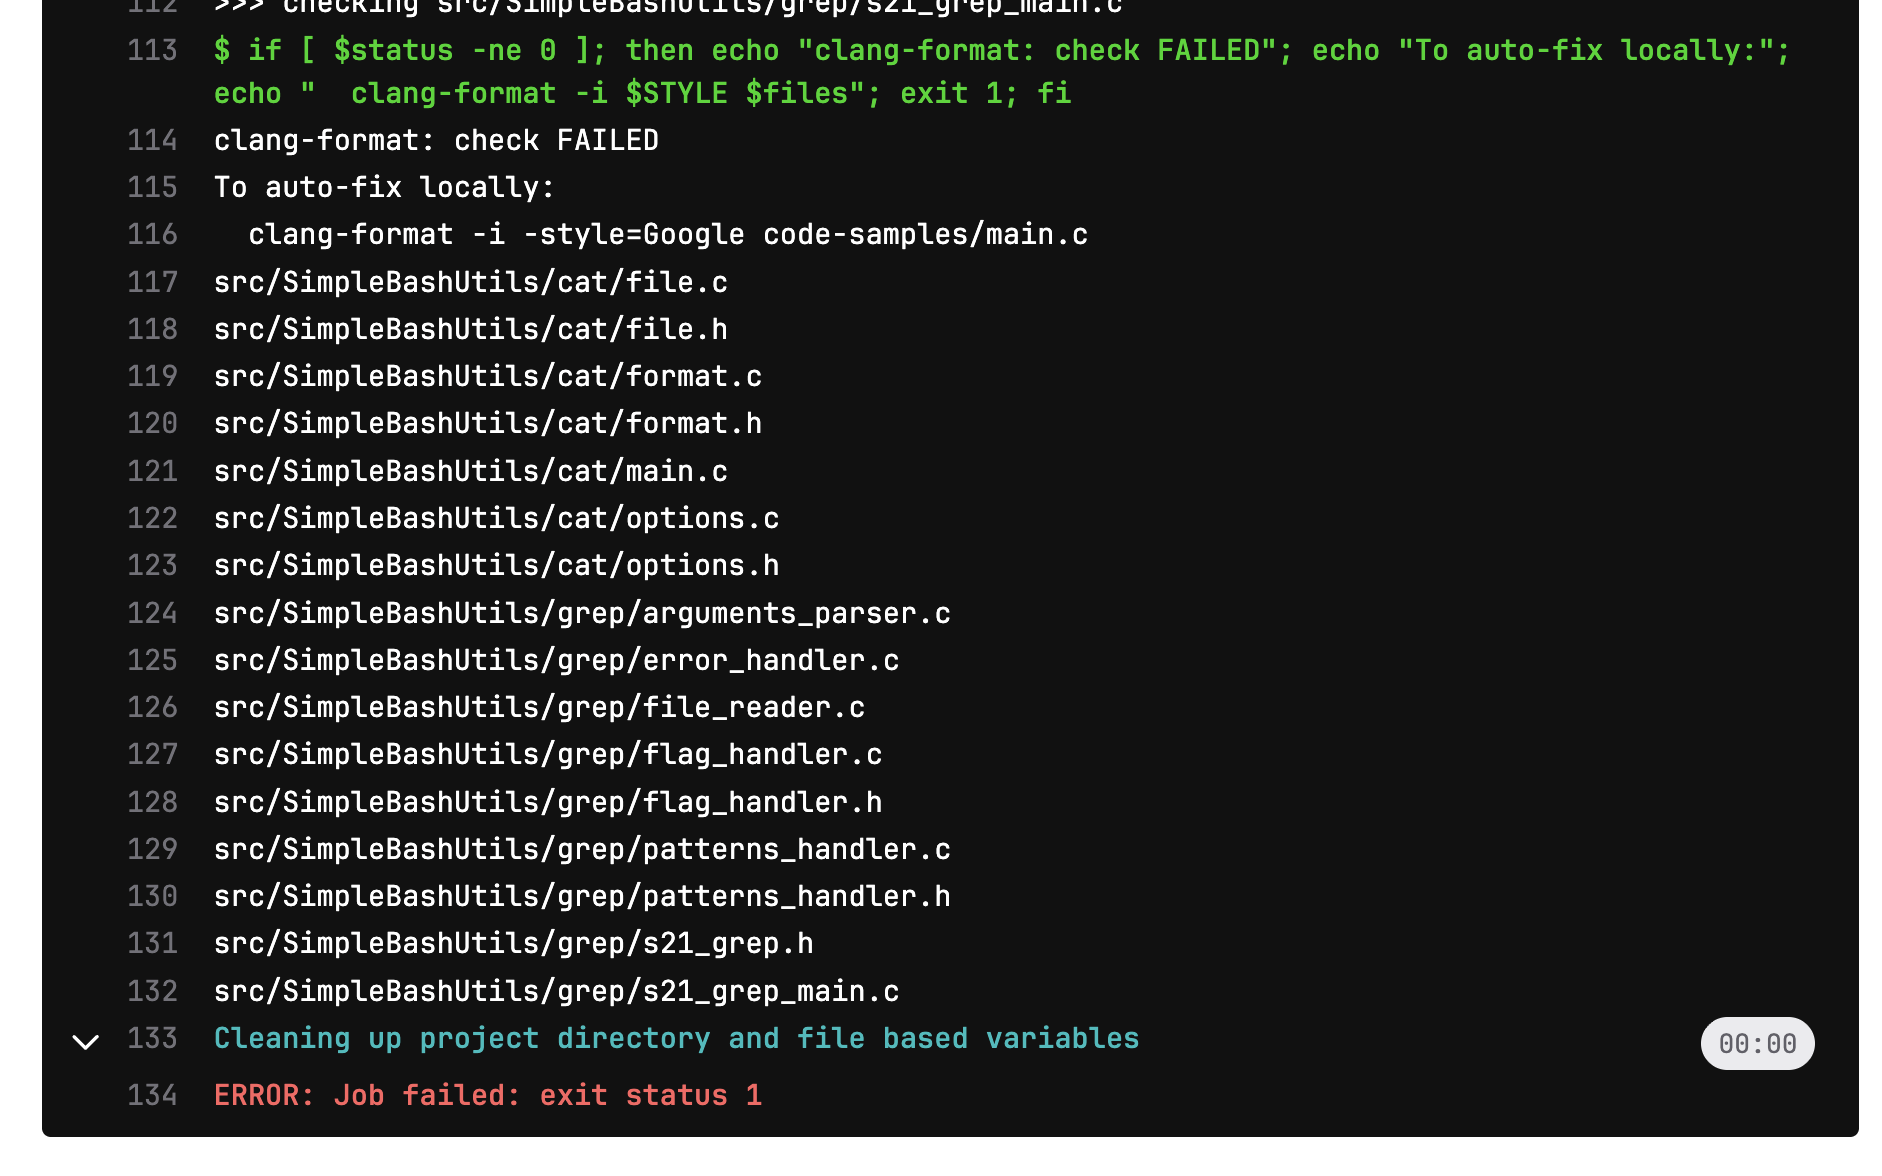 112 >>> checking src/SimpleBashUtils/grep/s21_grep_main.c
113 $ if [ $status -ne 0 ]; then echo "clang-format: check FAILED"; echo "To auto-fix locally:";
echo "  clang-format -i $STYLE $files"; exit 1; fi
114 clang-format: check FAILED
115 To auto-fix locally:
116   clang-format -i -style=Google code-samples/main.c
117 src/SimpleBashUtils/cat/file.c
118 src/SimpleBashUtils/cat/file.h
119 src/SimpleBashUtils/cat/format.c
120 src/SimpleBashUtils/cat/format.h
121 src/SimpleBashUtils/cat/main.c
122 src/SimpleBashUtils/cat/options.c
123 src/SimpleBashUtils/cat/options.h
124 src/SimpleBashUtils/grep/arguments_parser.c
125 src/SimpleBashUtils/grep/error_handler.c
126 src/SimpleBashUtils/grep/file_reader.c
127 src/SimpleBashUtils/grep/flag_handler.c
128 src/SimpleBashUtils/grep/flag_handler.h
129 src/SimpleBashUtils/grep/patterns_handler.c
130 src/SimpleBashUtils/grep/patterns_handler.h
131 src/SimpleBashUtils/grep/s21_grep.h
132 src/SimpleBashUtils/grep/s21_grep_main.c
133 Cleaning up project directory and file based variables 00:00
134 ERROR: Job failed: exit status 1